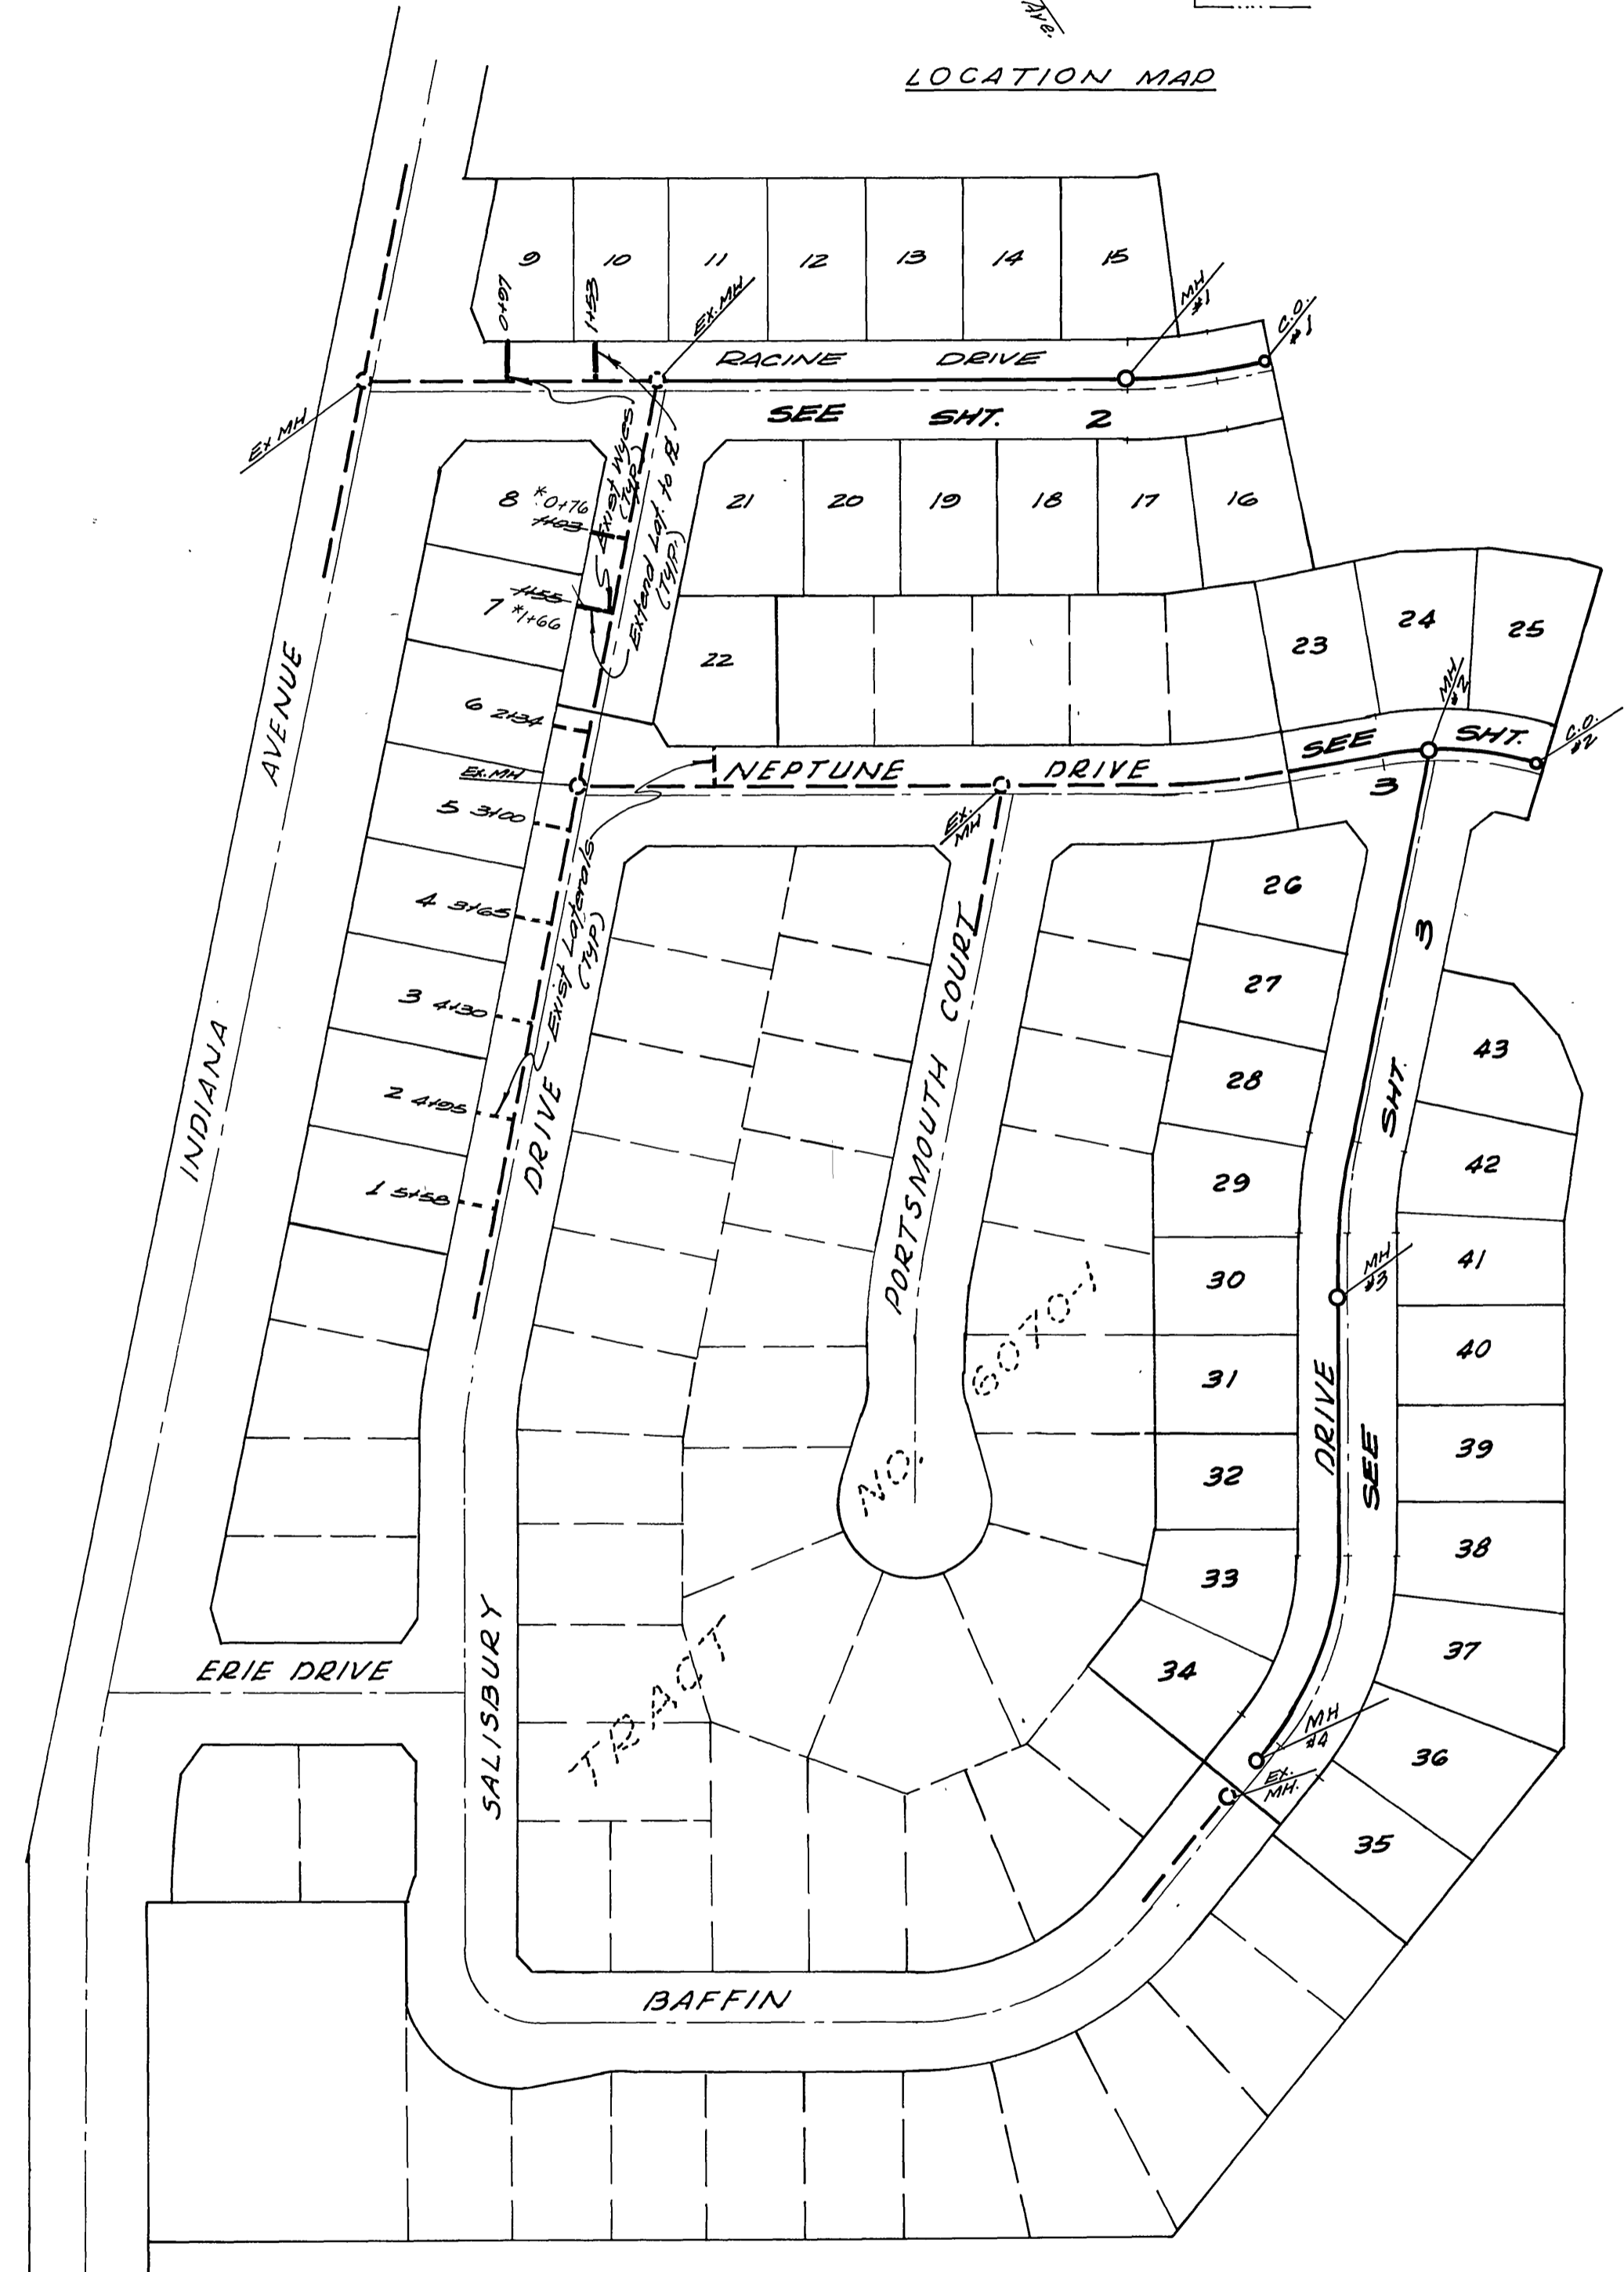 Ave.
LOCATION MAP
9
10
11
12
13
14
15
0+97
1+53
EX. MH
MH #1
C.O. #1
RACINE DRIVE
SEE SHT. 2
EX MH
Exist Wyes
(TYP.)
Extend Lat. to PL
(TYP.)
8 *0+76
1+03
1+55
7 *1+66
21
20
19
18
17
16
22
23
24
25
MH #2
C.O. #2
6 2+34
EX. MH
NEPTUNE DRIVE
SEE SHT.
3
5 3+00
EX. MH
4 3+65
Exist Laterals
(TYP.)
3 4+30
2 4+95
1 5+58
AVENUE
INDIANA
DRIVE
SALISBURY
PORTSMOUTH COURT
26
27
28
29
30
31
32
33
34
SEE SHT. 3
DRIVE
MH #3
43
42
41
40
39
38
37
36
35
MH #4
EX. MH.
TRACT NO. 6070-1
ERIE DRIVE
BAFFIN